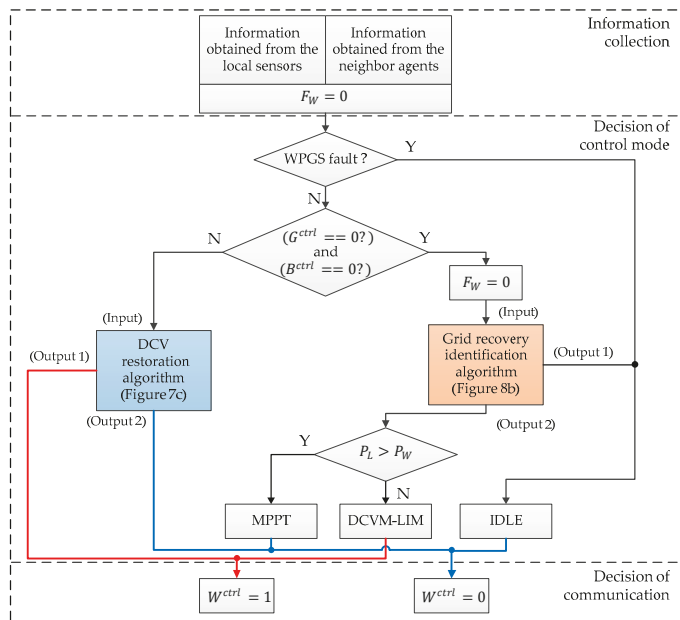 Information
obtained from the
local sensors
Information
obtained from the
neighbor agents
Information
collection
F_W = 0
Decision of
control mode
WPGS fault ?
Y
N
(G^ctrl == 0?)
and
(B^ctrl == 0?)
N
Y
F_W = 0
(Input)
(Input)
(Output 1)
DCV
restoration
algorithm
(Figure 7c)
Grid recovery
identification
algorithm
(Figure 8b)
(Output 1)
(Output 2)
(Output 2)
Y
P_L > P_W
N
MPPT
DCVM-LIM
IDLE
W^ctrl = 1
W^ctrl = 0
Decision of
communication